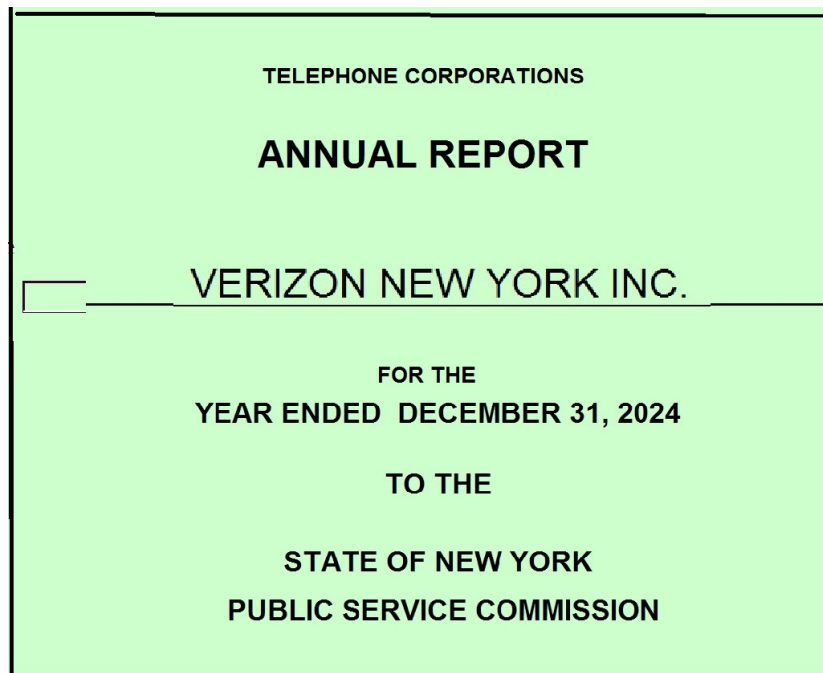 TELEPHONE CORPORATIONS
ANNUAL REPORT
VERIZON NEW YORK INC.
FOR THE
YEAR ENDED DECEMBER 31, 2024
TO THE
STATE OF NEW YORK
PUBLIC SERVICE COMMISSION